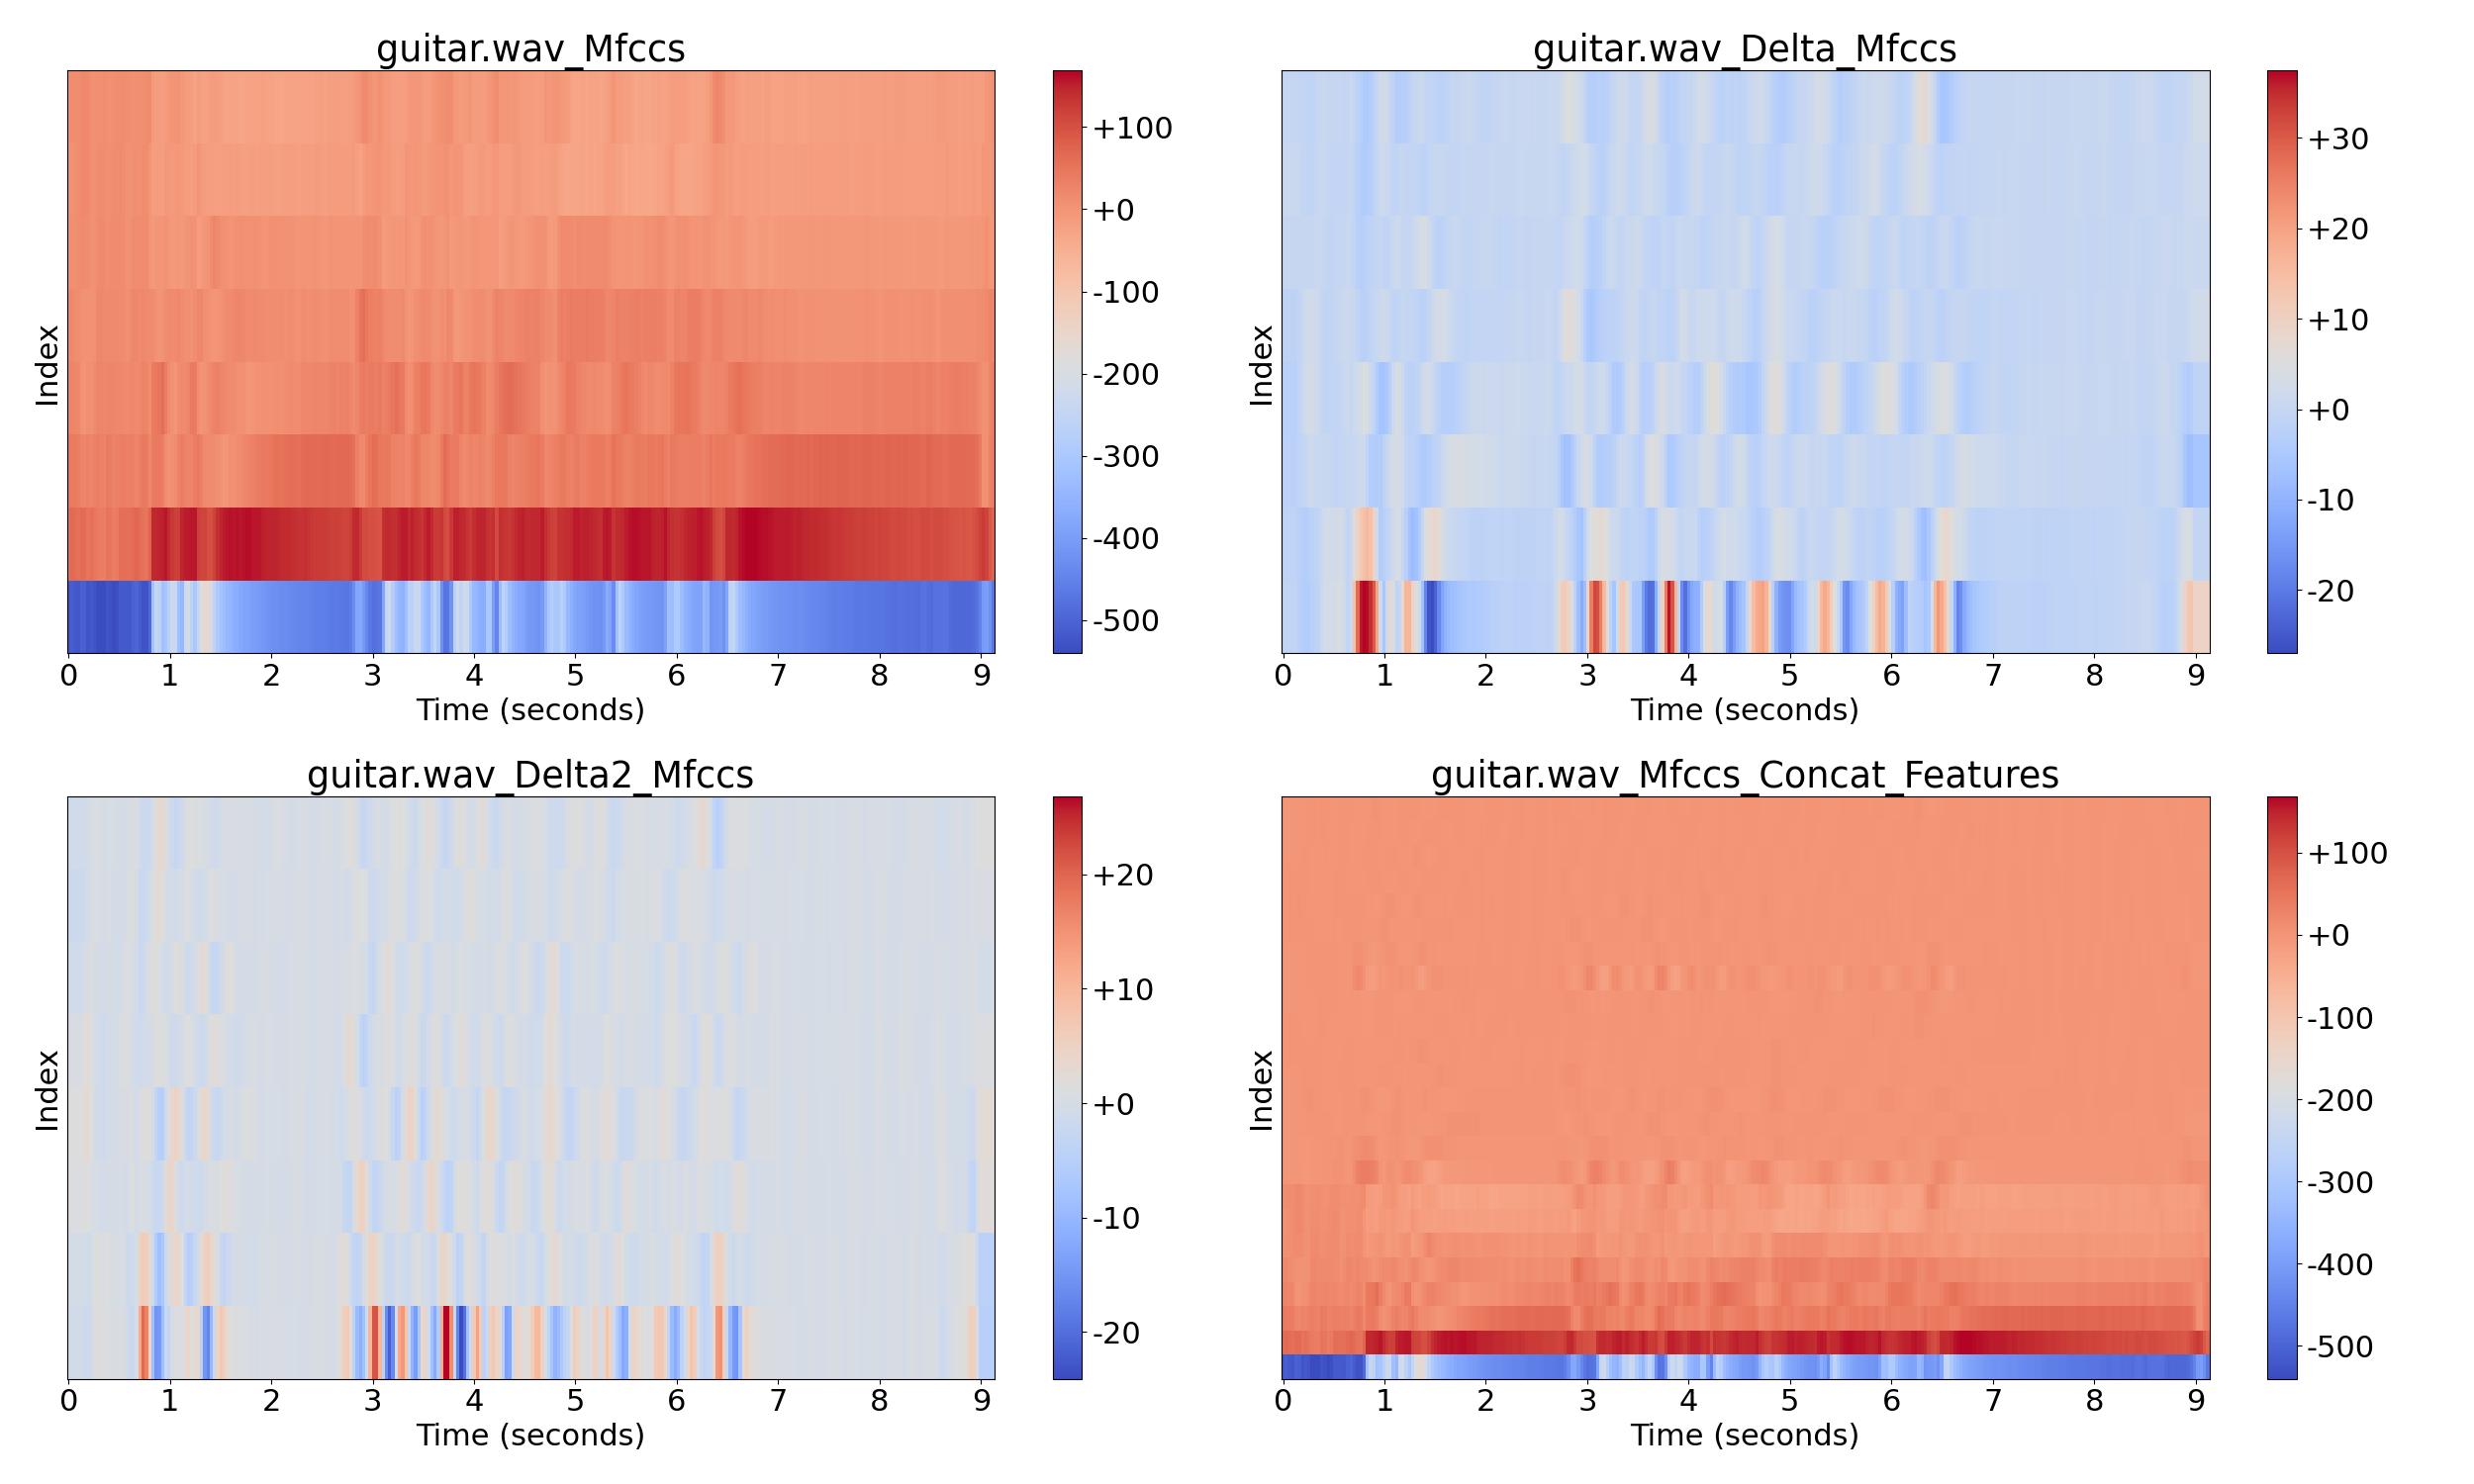 guitar.wav_Mfccs
Index
+100
+0
-100
-200
-300
-400
-500
0 1 2 3 4 5 6 7 8 9
Time (seconds)
guitar.wav_Delta_Mfccs
Index
+30
+20
+10
+0
-10
-20
0 1 2 3 4 5 6 7 8 9
Time (seconds)
guitar.wav_Delta2_Mfccs
Index
+20
+10
+0
-10
-20
0 1 2 3 4 5 6 7 8 9
Time (seconds)
guitar.wav_Mfccs_Concat_Features
Index
+100
+0
-100
-200
-300
-400
-500
0 1 2 3 4 5 6 7 8 9
Time (seconds)